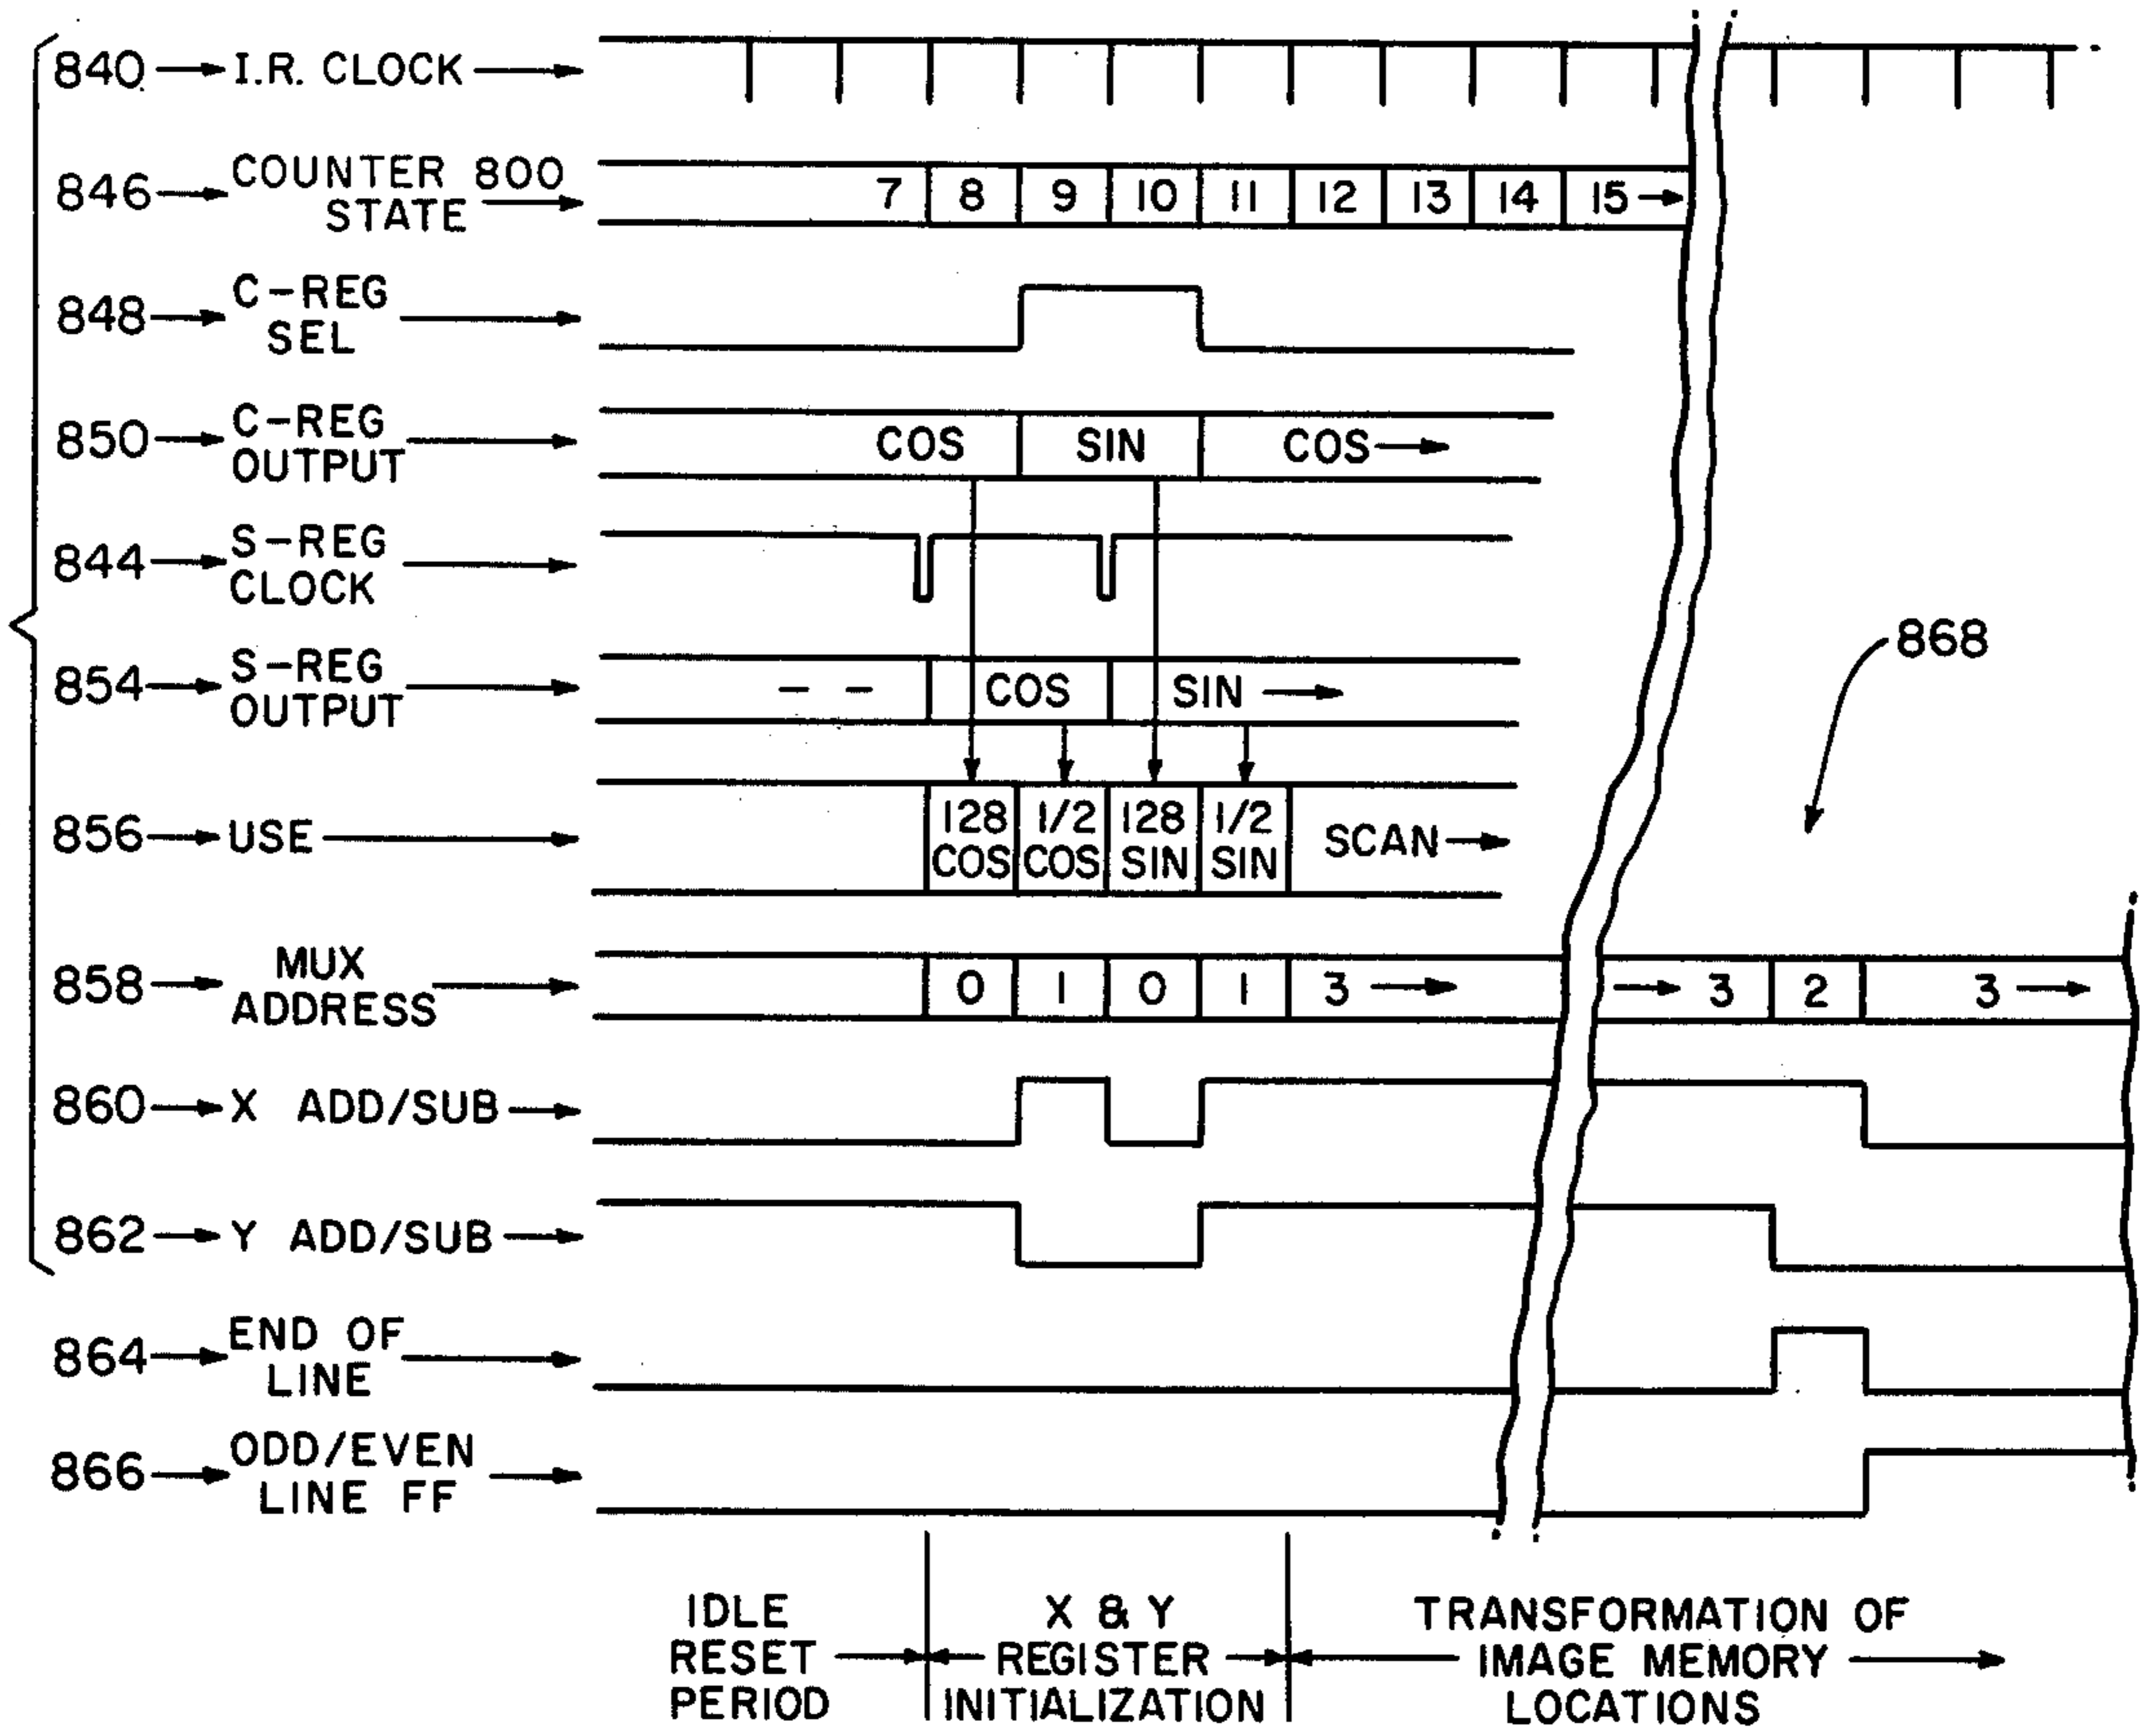 840 I.R. CLOCK
846 COUNTER 800
STATE
7 8 9 10 11 12 13 14 15
848 C-REG
SEL
850 C-REG
OUTPUT
COS SIN COS
844 S-REG
CLOCK
854 S-REG
OUTPUT
- - COS SIN
868
856 USE
128 1/2 128 1/2
COS COS SIN SIN
SCAN
858 MUX
ADDRESS
0 1 0 1 3 3 2 3
860 X ADD/SUB
862 Y ADD/SUB
864 END OF
LINE
866 ODD/EVEN
LINE FF
IDLE
RESET
PERIOD
X & Y
REGISTER
INITIALIZATION
TRANSFORMATION OF
IMAGE MEMORY
LOCATIONS